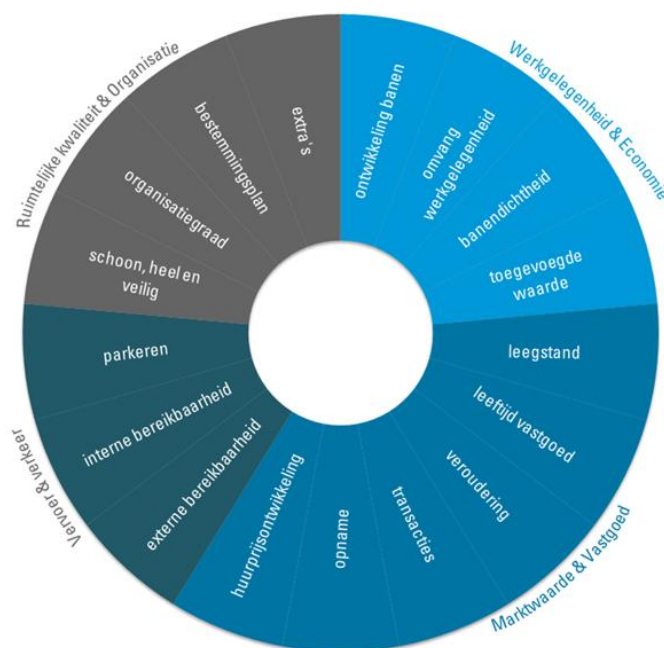 Werkgelegenheid & Economie
ontwikkeling banen
omvang
werkgelegenheid
banendichtheid
toegevoegde
waarde
Marktwaarde & Vastgoed
leegstand
leeftijd vastgoed
veroudering
transacties
opname
huurprijsontwikkeling
Vervoer & verkeer
externe bereikbaarheid
interne bereikbaarheid
parkeren
Ruimtelijke kwaliteit & Organisatie
schoon, heel en
veilig
organisatiegraad
bestemmingsplan
extra's